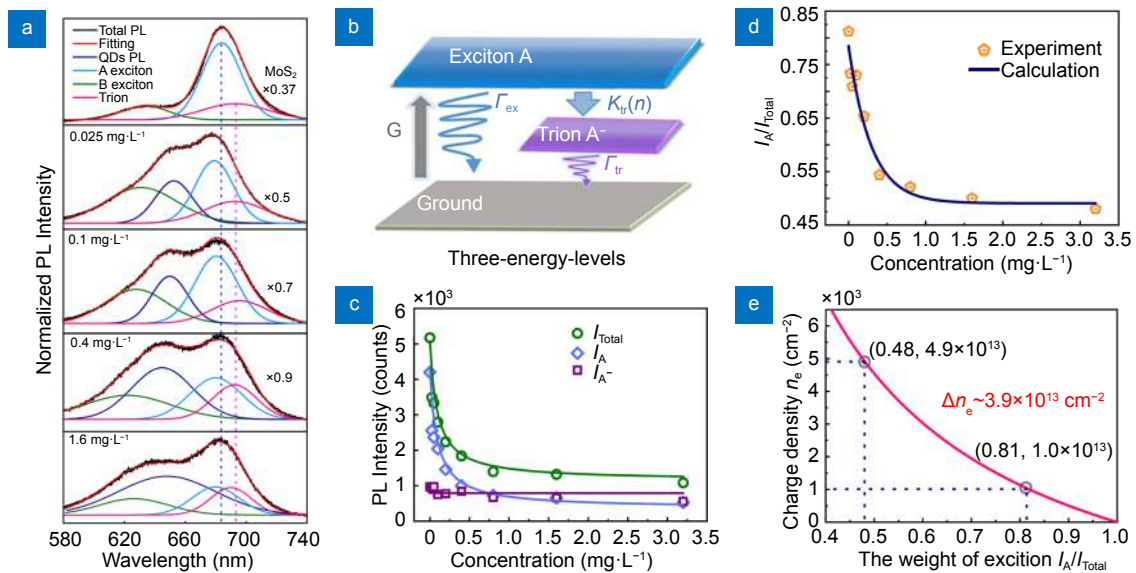 a
Total PL
Fitting
QDs PL
A exciton
B exciton
Trion
MoS₂
×0.37
0.025 mg·L⁻¹
×0.5
0.1 mg·L⁻¹
×0.7
0.4 mg·L⁻¹
×0.9
1.6 mg·L⁻¹
Normalized PL Intensity
580 620 660 700 740
Wavelength (nm)
b
Exciton A
Γex
Ktr(n)
G
Trion A⁻
Γtr
Ground
Three-energy-levels
c
×10³
6
5
4
3
2
1
0
PL Intensity (counts)
ITotal
IA
IA⁻
0 0.5 1.0 1.5 2.0 2.5 3.0 3.5
Concentration (mg·L⁻¹)
d
0.85
0.75
0.65
0.55
0.45
IA/ITotal
Experiment
Calculation
0 0.5 1.0 1.5 2.0 2.5 3.0 3.5
Concentration (mg·L⁻¹)
e
×10³
6
5
4
3
2
1
0
Charge density nₑ (cm⁻²)
(0.48, 4.9×10¹³)
Δnₑ~3.9×10¹³ cm⁻²
(0.81, 1.0×10¹³)
0.4 0.5 0.6 0.7 0.8 0.9 1.0
The weight of excition IA/ITotal